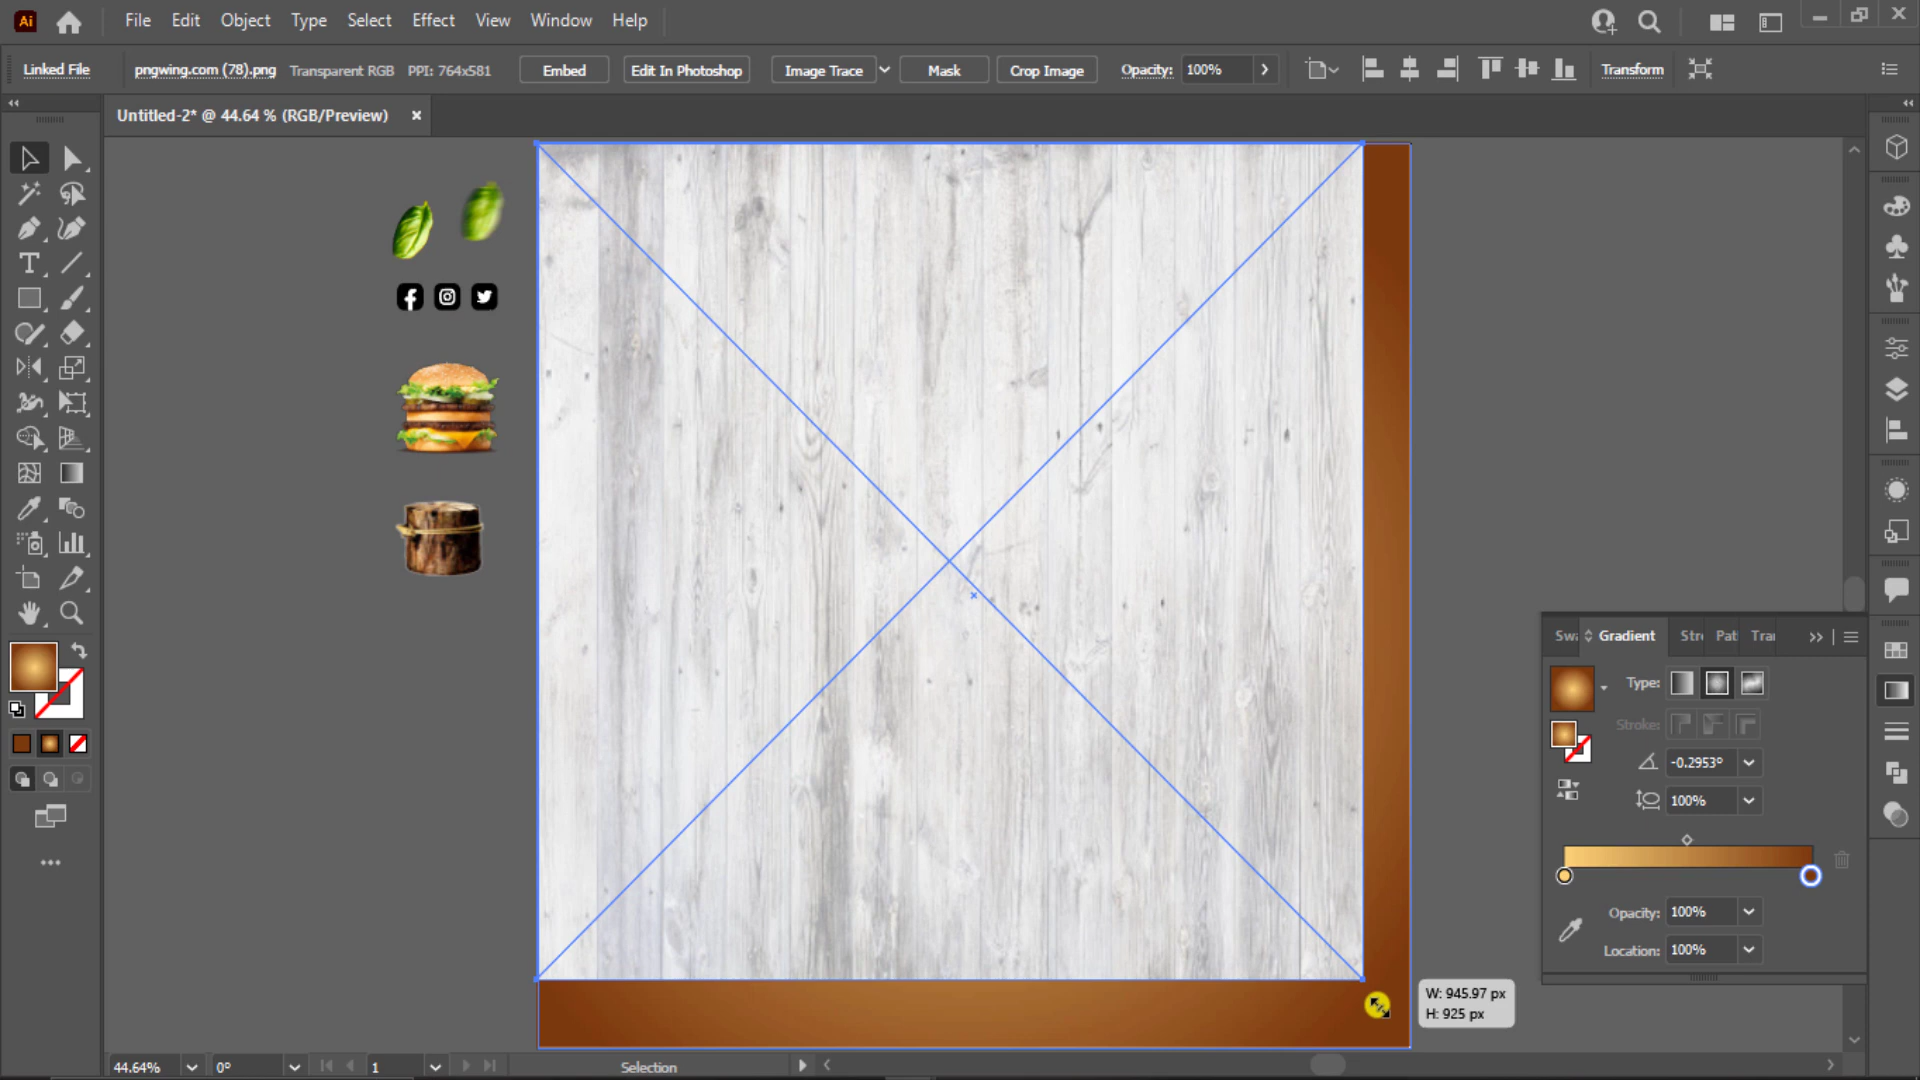 Ai
File Edit Object Type Select Effect View Window Help
Linked File pngwing.com (78).png Transparent RGB PPI: 764x581 Embed Edit In Photoshop Image Trace Mask Crop Image Opacity: 100% Transform
Untitled-2* @ 44.64 % (RGB/Preview)
Gradient Str Pat
Type:
Stroke:
-0.2953°
100%
Opacity: 100%
Location: 100%
W: 945.97 px
H: 925 px
44.64% 0° 1 Selection